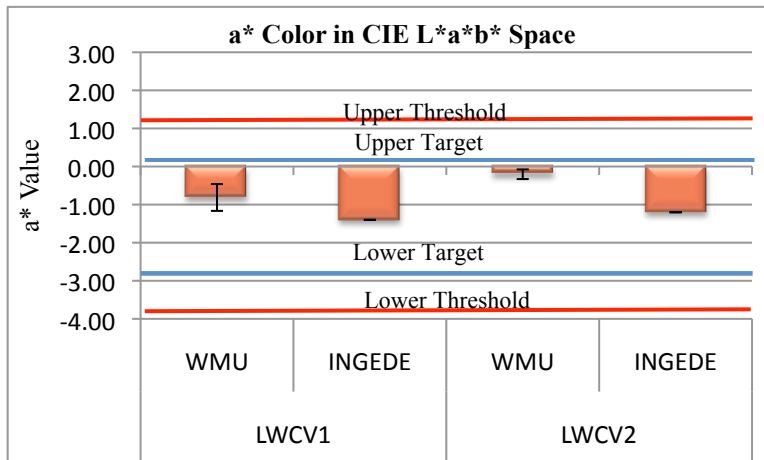 a* Color in CIE L*a*b* Space
3.00
2.00
1.00
0.00
-1.00
-2.00
-3.00
-4.00
a* Value
Upper Threshold
Upper Target
Lower Target
Lower Threshold
WMU INGEDE WMU INGEDE
LWCV1 LWCV2